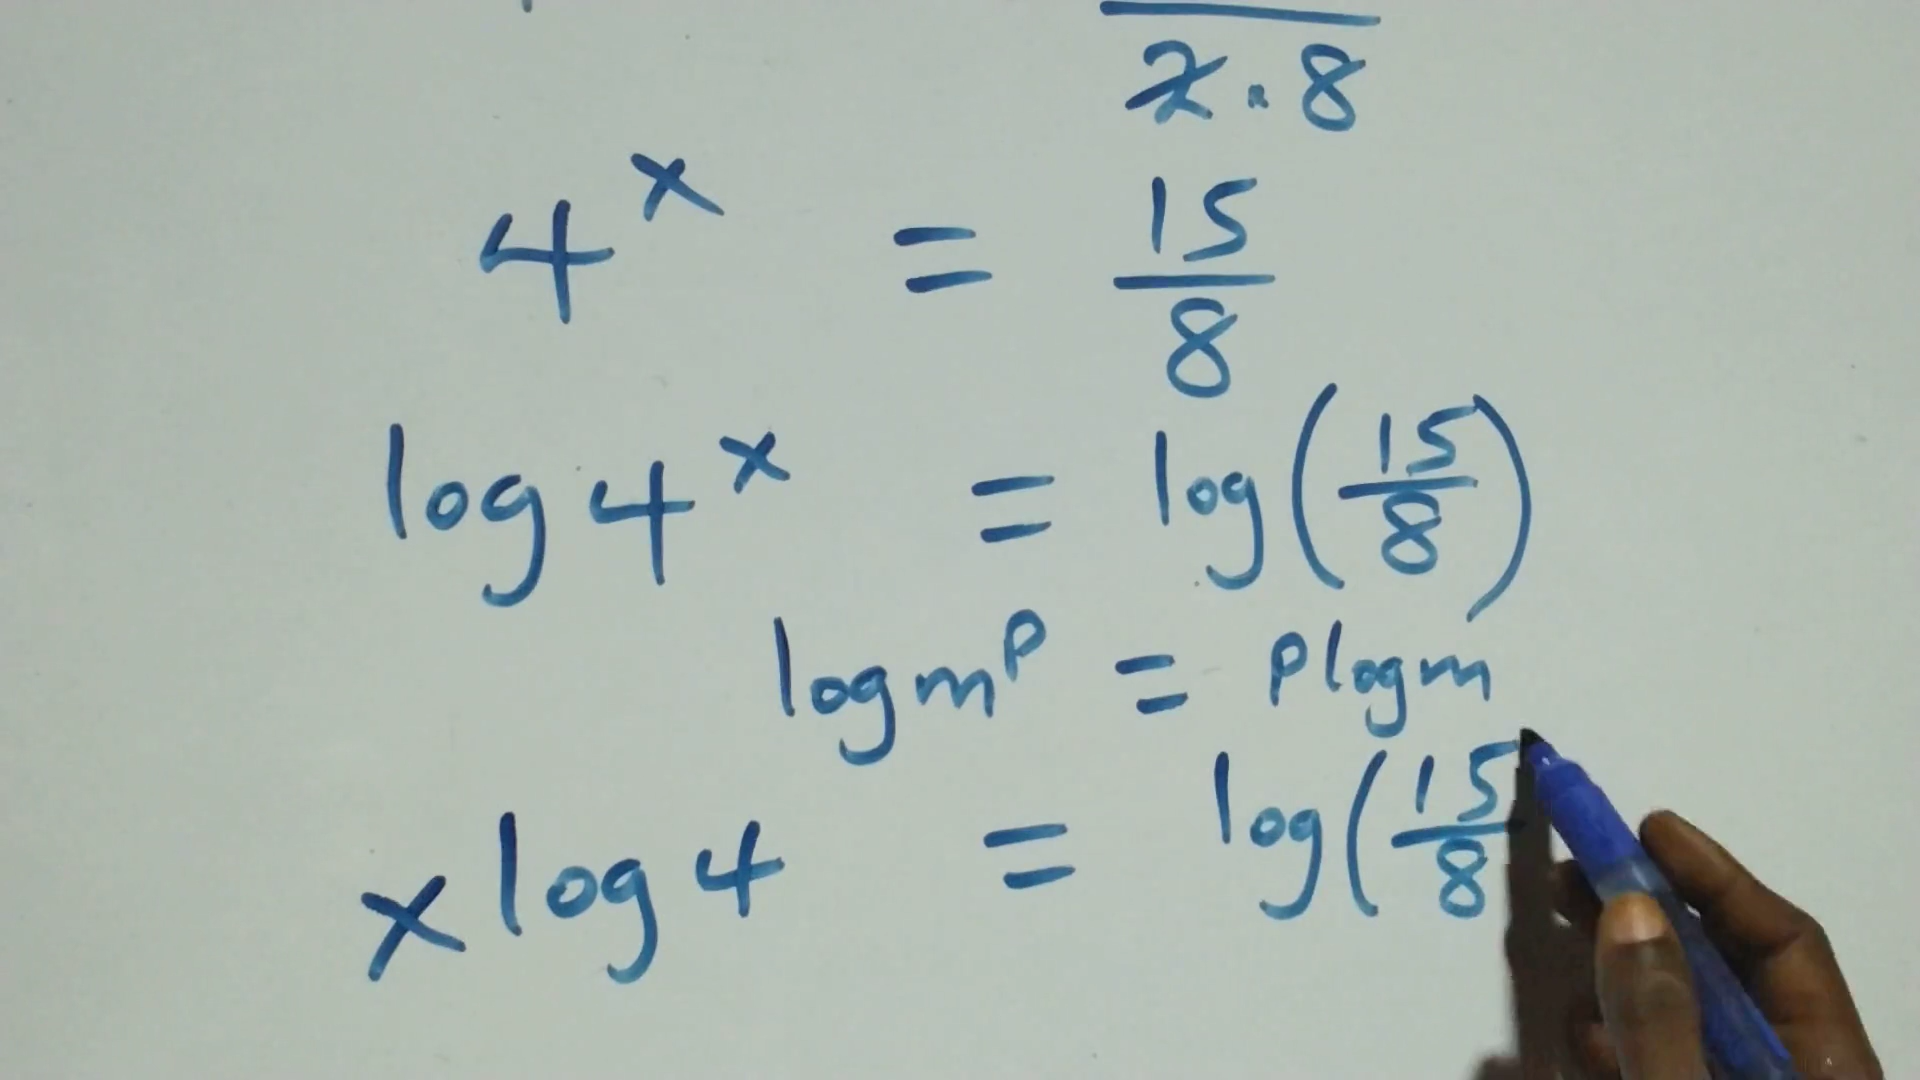 2 . 8
4^x = 15/8
log 4^x = log(15/8)
log m^p = p log m
x log 4 = log(15/8